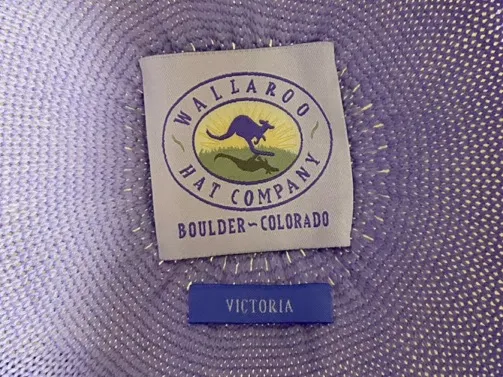 WALLAROO
HAT COMPANY
BOULDER~COLORADO
VICTORIA